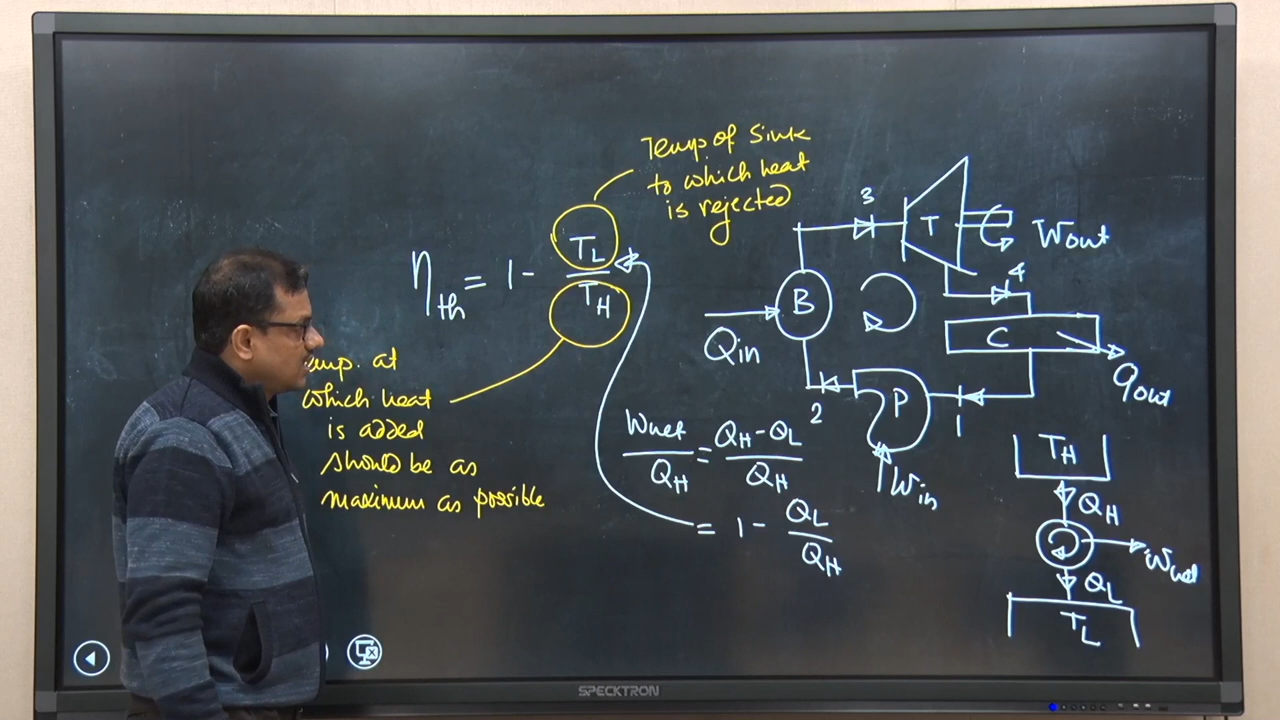 Temp of Sink
to which heat
is rejected
η_th = 1 - T_L / T_H
emp. at
which heat
is added
should be as
maximum as possible
W_net / Q_H = (Q_H - Q_L) / Q_H
= 1 - Q_L / Q_H
3
T
W_out
4
B
Q_in
C
q_out
2
P
1
W_in
T_H
Q_H
W_net
Q_L
T_L
SPECKTRON